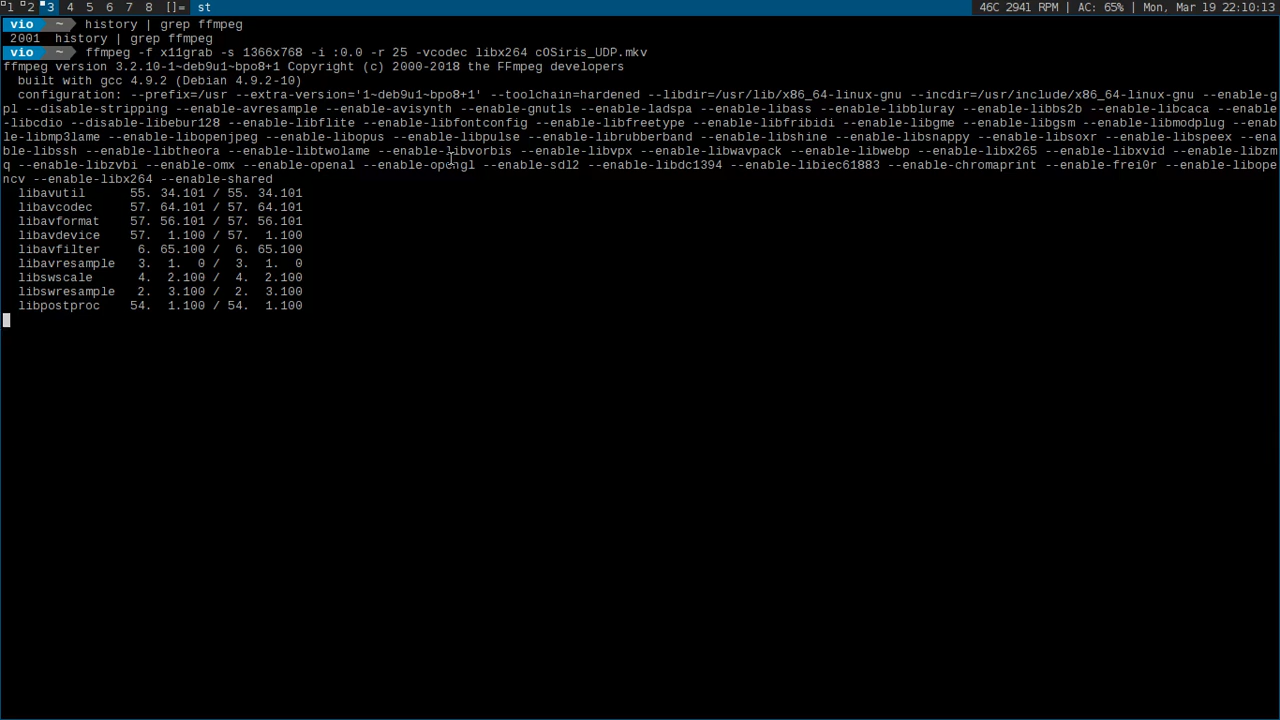 1 2 3 4 5 6 7 8 []= st 46C 2941 RPM | AC: 65% | Mon, Mar 19 22:10:13
vio ~ history | grep ffmpeg
2001 history | grep ffmpeg
vio ~ ffmpeg -f x11grab -s 1366x768 -i :0.0 -r 25 -vcodec libx264 cOSiris_UDP.mkv
ffmpeg version 3.2.10-1~deb9u1~bpo8+1 Copyright (c) 2000-2018 the FFmpeg developers
built with gcc 4.9.2 (Debian 4.9.2-10)
configuration: --prefix=/usr --extra-version='1~deb9u1~bpo8+1' --toolchain=hardened --libdir=/usr/lib/x86_64-linux-gnu --incdir=/usr/include/x86_64-linux-gnu --enable-g
pl --disable-stripping --enable-avresample --enable-avisynth --enable-gnutls --enable-ladspa --enable-libass --enable-libbluray --enable-libbs2b --enable-libcaca --enable
-libcdio --disable-libebur128 --enable-libflite --enable-libfontconfig --enable-libfreetype --enable-libfribidi --enable-libgme --enable-libgsm --enable-libmodplug --enab
le-libmp3lame --enable-libopenjpeg --enable-libopus --enable-libpulse --enable-librubberband --enable-libshine --enable-libsnappy --enable-libsoxr --enable-libspeex --ena
ble-libssh --enable-libtheora --enable-libtwolame --enable-libvorbis --enable-libvpx --enable-libwavpack --enable-libwebp --enable-libx265 --enable-libxvid --enable-libzm
q --enable-libzvbi --enable-omx --enable-openal --enable-opengl --enable-sdl2 --enable-libdc1394 --enable-libiec61883 --enable-chromaprint --enable-frei0r --enable-libope
ncv --enable-libx264 --enable-shared
libavutil 55. 34.101 / 55. 34.101
libavcodec 57. 64.101 / 57. 64.101
libavformat 57. 56.101 / 57. 56.101
libavdevice 57. 1.100 / 57. 1.100
libavfilter 6. 65.100 / 6. 65.100
libavresample 3. 1. 0 / 3. 1. 0
libswscale 4. 2.100 / 4. 2.100
libswresample 2. 3.100 / 2. 3.100
libpostproc 54. 1.100 / 54. 1.100